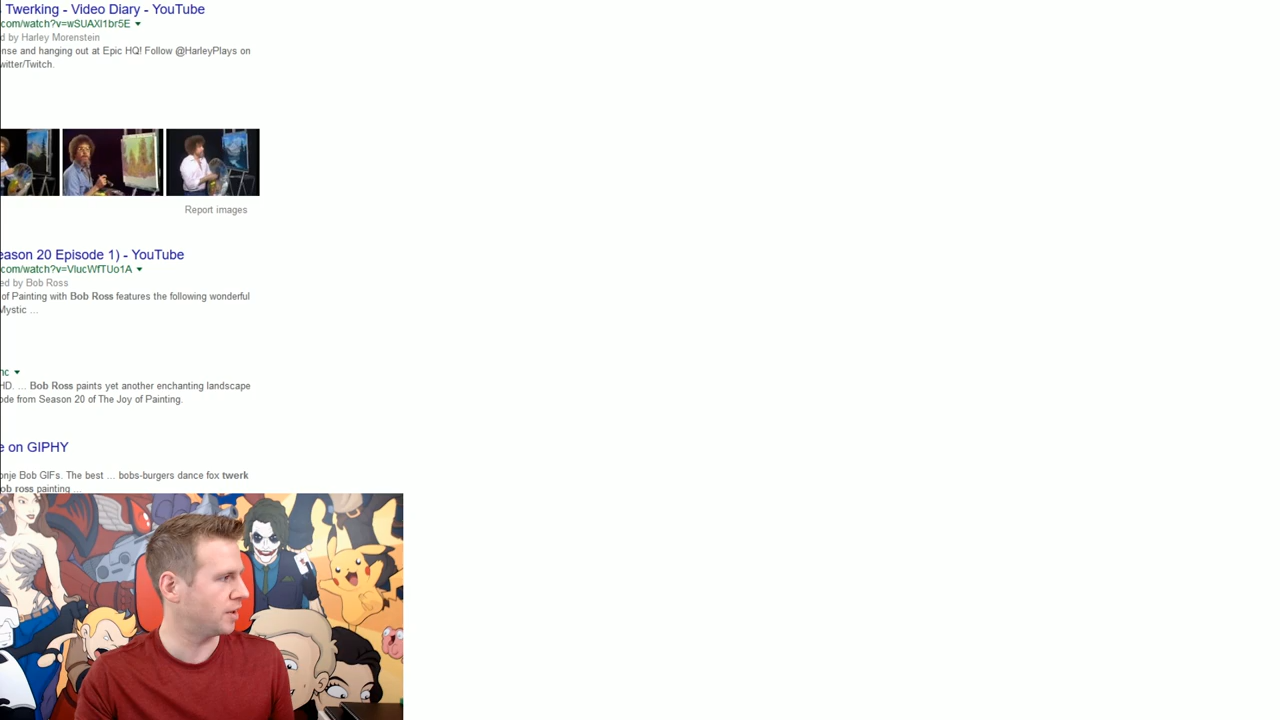 Twerking - Video Diary - YouTube
com/watch?v=wSUAXl1br5E
d by Harley Morenstein
nse and hanging out at Epic HQ! Follow @HarleyPlays on
witter/Twitch.
Report images
eason 20 Episode 1) - YouTube
com/watch?v=VlucWfTUo1A
ed by Bob Ross
of Painting with Bob Ross features the following wonderful
Mystic ...
nc
HD. ... Bob Ross paints yet another enchanting landscape
ode from Season 20 of The Joy of Painting.
e on GIPHY
onje Bob GIFs. The best ... bobs-burgers dance fox twerk
ob ross painting ...